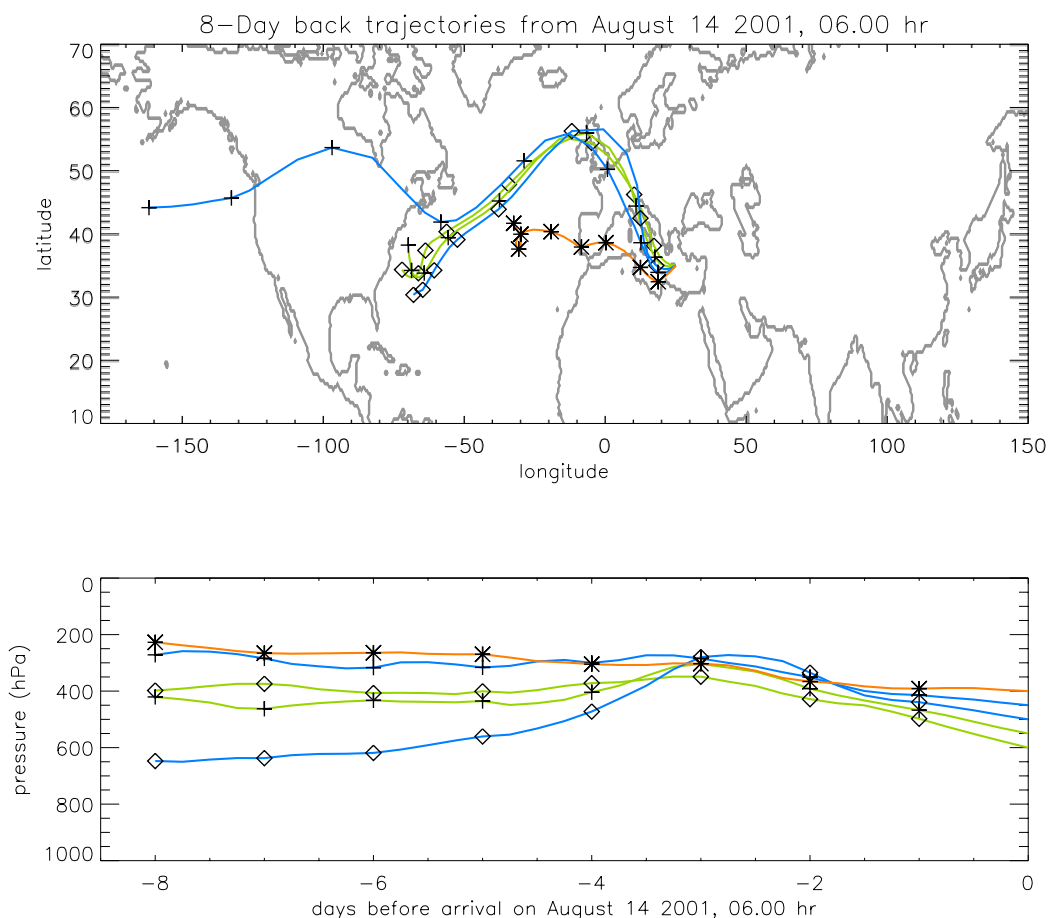 8-Day back trajectories from August 14 2001, 06.00 hr
70
60
50
40
30
20
10
latitude
-150 -100 -50 0 50 100 150
longitude
0
200
400
600
800
1000
pressure (hPa)
-8 -6 -4 -2 0
days before arrival on August 14 2001, 06.00 hr